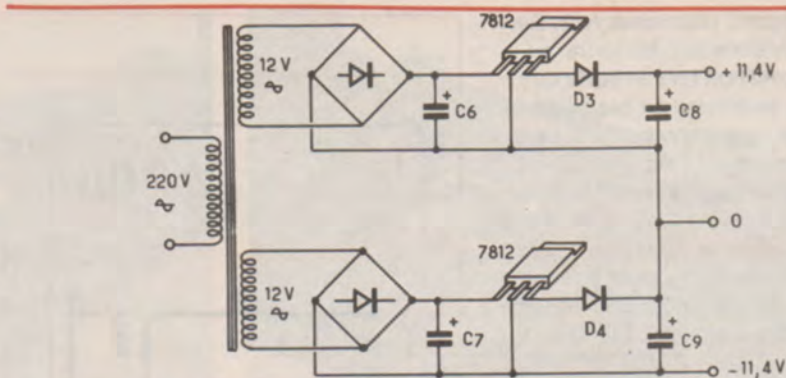 7812
12 V
+ 11,4 V
C6
D3
C8
220 V
0
7812
12 V
C7
D4
C9
- 11,4 V